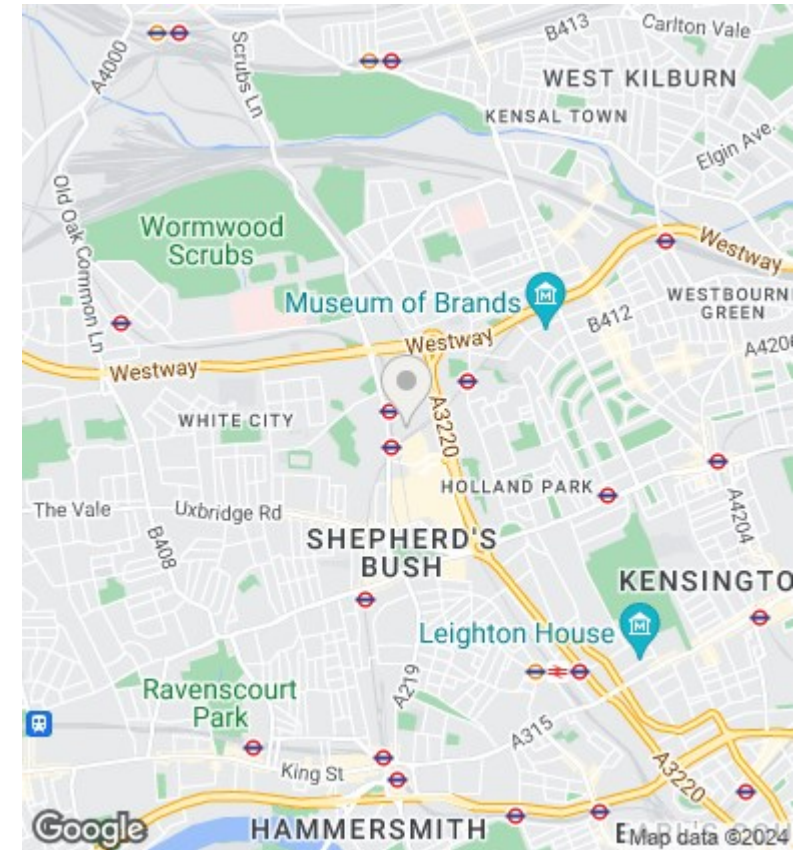 B413
Carlton Vale
A4000
Scrubs Ln
WEST KILBURN
KENSAL TOWN
Elgin Ave.
Old Oak Common Ln
Wormwood
Scrubs
Westway
Museum of Brands
WESTBOURN
GREEN
B412
Westway
A4206
Westway
A3220
WHITE CITY
HOLLAND PARK
The Vale
Uxbridge Rd
A4204
B408
SHEPHERD'S
BUSH
KENSINGTO
Leighton House
A219
Ravenscourt
Park
A315
King St
A3220
Google
HAMMERSMITH
Map data ©2024